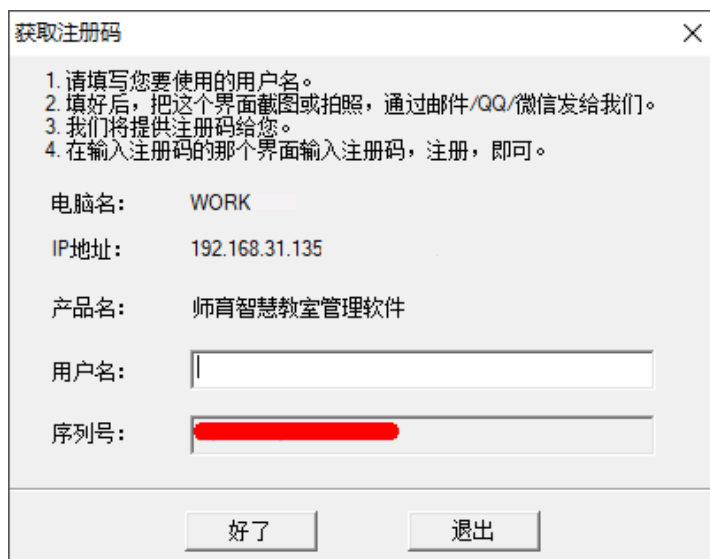 获取注册码
1. 请填写您要使用的用户名。
2. 填好后，把这个界面截图或拍照，通过邮件/QQ/微信发给我们。
3. 我们将提供注册码给您。
4. 在输入注册码的那个界面输入注册码，注册，即可。
电脑名： WORK
IP地址： 192.168.31.135
产品名： 师育智慧教室管理软件
用户名：
序列号：
好了 退出